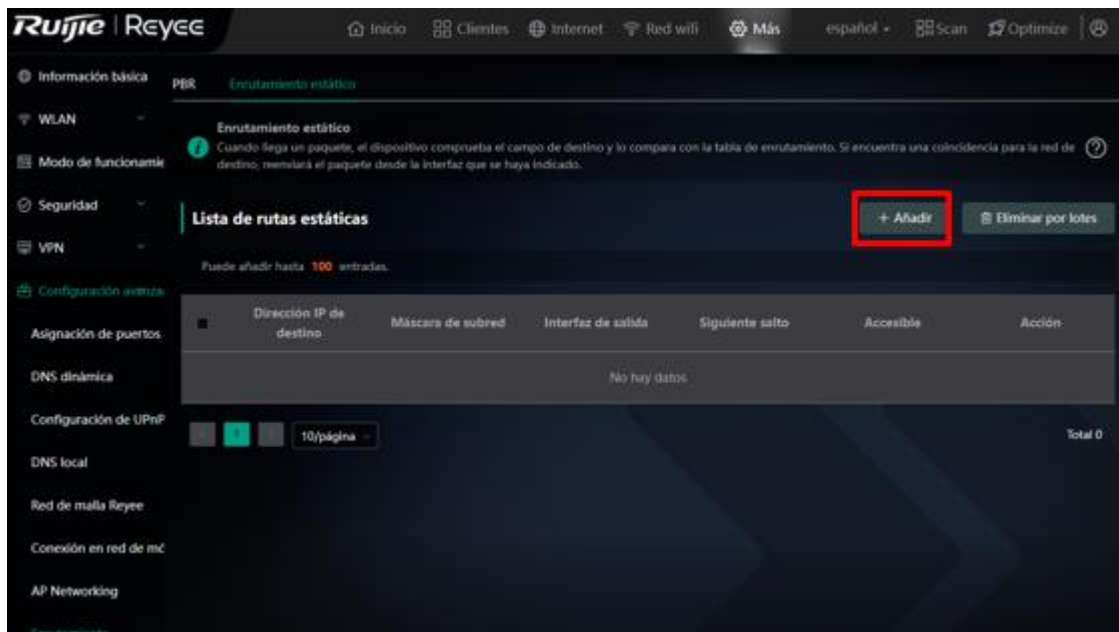 Ruijie | Reyee
Inicio Clientes Internet Red wifi Más español Scan Optimize
Información básica
WLAN
Modo de funcionamie
Seguridad
VPN
Configuración avanza
Asignación de puertos
DNS dinámica
Configuración de UPnP
DNS local
Red de malla Reyee
Conexión en red de mó
AP Networking
Enrutamiento
PBR Enrutamiento estático
Enrutamiento estático
Cuando llega un paquete, el dispositivo comprueba el campo de destino y lo compara con la tabla de enrutamiento. Si encuentra una coincidencia para la red de
destino, reenviará el paquete desde la interfaz que se haya indicado.
Lista de rutas estáticas
+ Añadir
Eliminar por lotes
Puede añadir hasta 100 entradas.
Dirección IP de
destino
Máscara de subred
Interfaz de salida
Siguiente salto
Accesible
Acción
No hay datos
10/página
Total 0